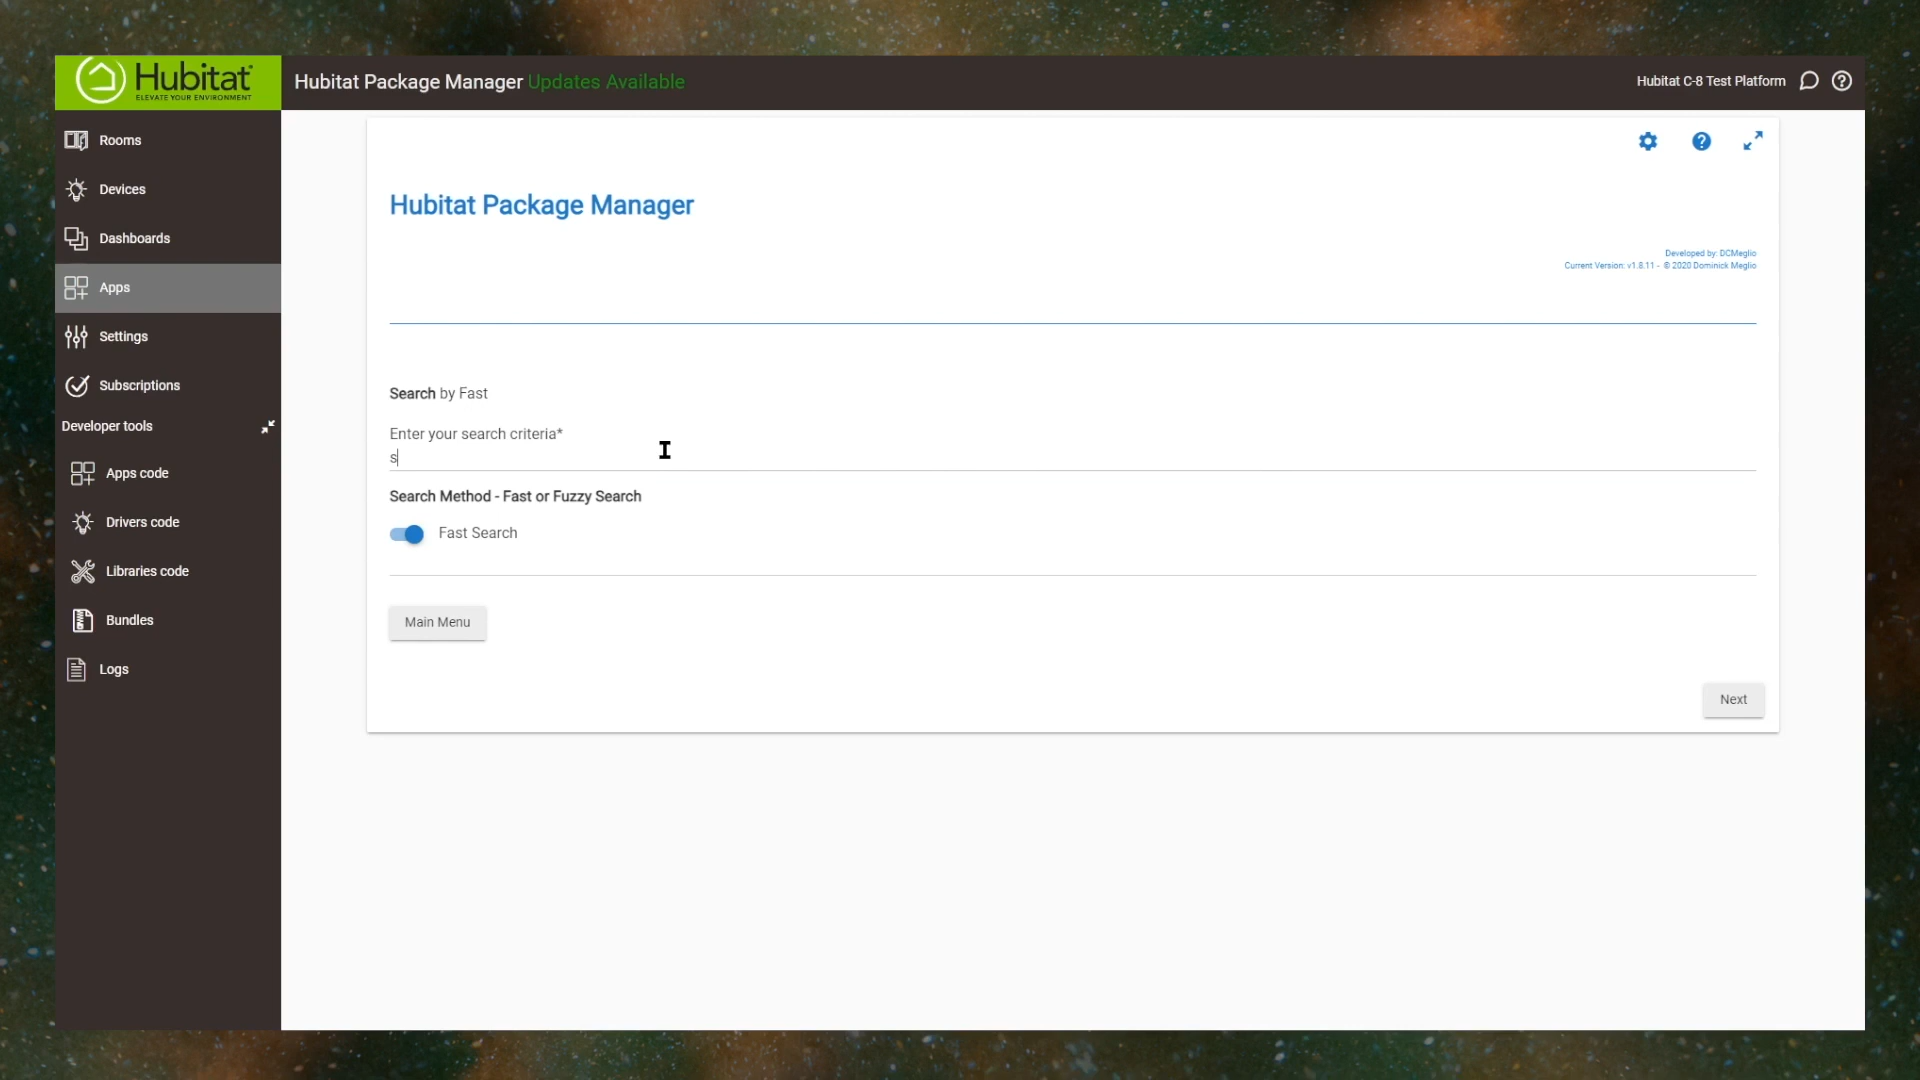 Hubitat
ELEVATE YOUR ENVIRONMENT
Hubitat Package Manager Updates Available
Hubitat C-8 Test Platform
Rooms
Devices
Dashboards
Apps
Settings
Subscriptions
Developer tools
Apps code
Drivers code
Libraries code
Bundles
Logs
Hubitat Package Manager
Developed by: DCMeglio
Current Version: v1.8.11 - © 2020 Dominick Meglio
Search by Fast
Enter your search criteria*
s
Search Method - Fast or Fuzzy Search
Fast Search
Main Menu
Next